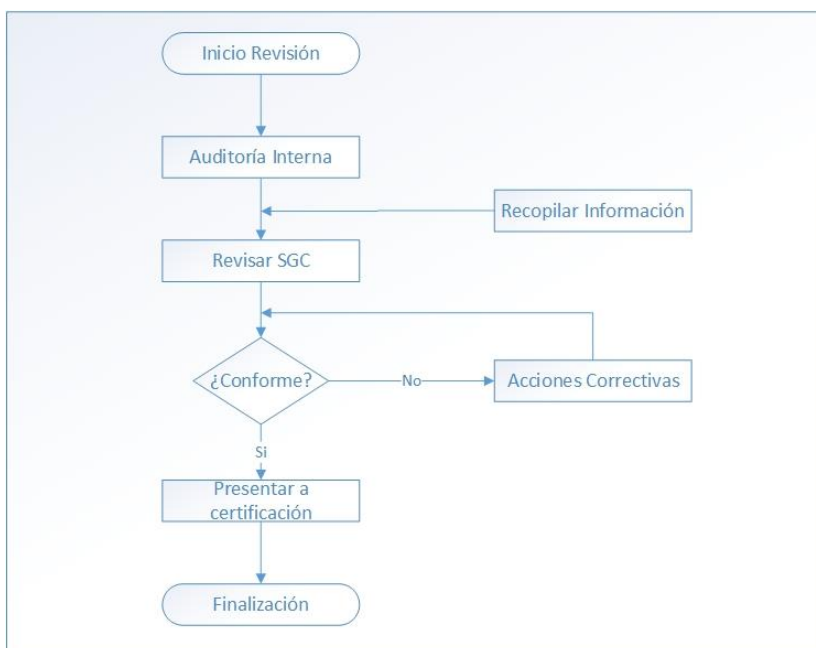 Inicio Revisión
Auditoría Interna
Recopilar Información
Revisar SGC
¿Conforme?
No
Acciones Correctivas
Si
Presentar a
certificación
Finalización